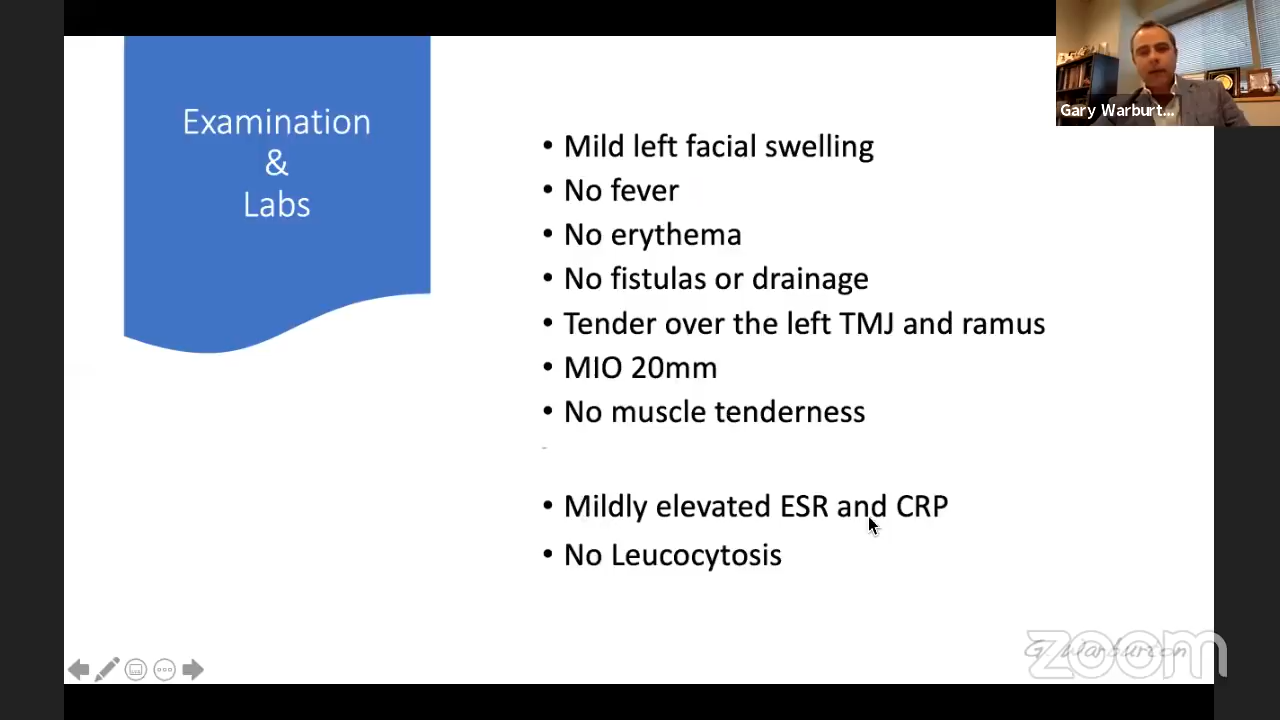 Examination
&
Labs
• Mild left facial swelling
• No fever
• No erythema
• No fistulas or drainage
• Tender over the left TMJ and ramus
• MIO 20mm
• No muscle tenderness
• Mildly elevated ESR and CRP
• No Leucocytosis
Gary Warburt...
G Warburton
zoom